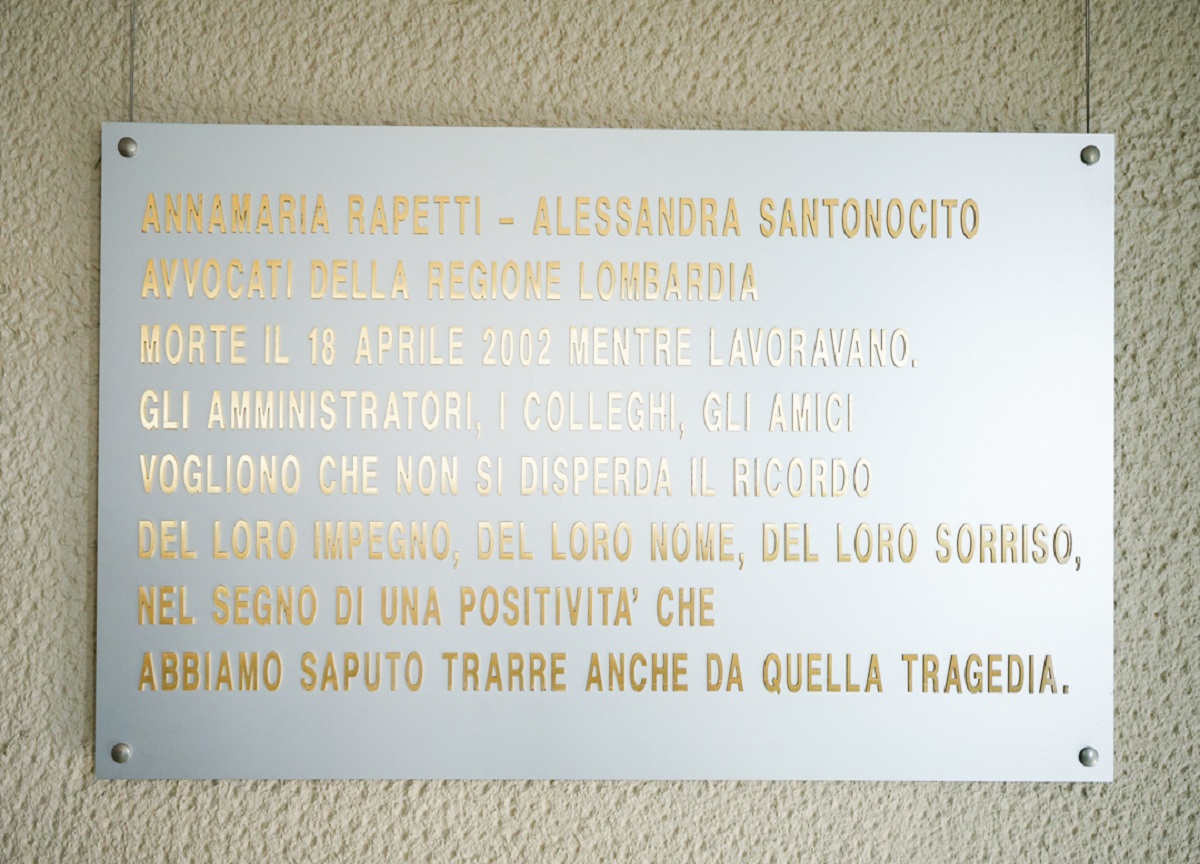 ANNAMARIA RAPETTI – ALESSANDRA SANTONOCITO
AVVOCATI DELLA REGIONE LOMBARDIA
MORTE IL 18 APRILE 2002 MENTRE LAVORAVANO.
GLI AMMINISTRATORI, I COLLEGHI, GLI AMICI
VOGLIONO CHE NON SI DISPERDA IL RICORDO
DEL LORO IMPEGNO, DEL LORO NOME, DEL LORO SORRISO,
NEL SEGNO DI UNA POSITIVITA' CHE
ABBIAMO SAPUTO TRARRE ANCHE DA QUELLA TRAGEDIA.